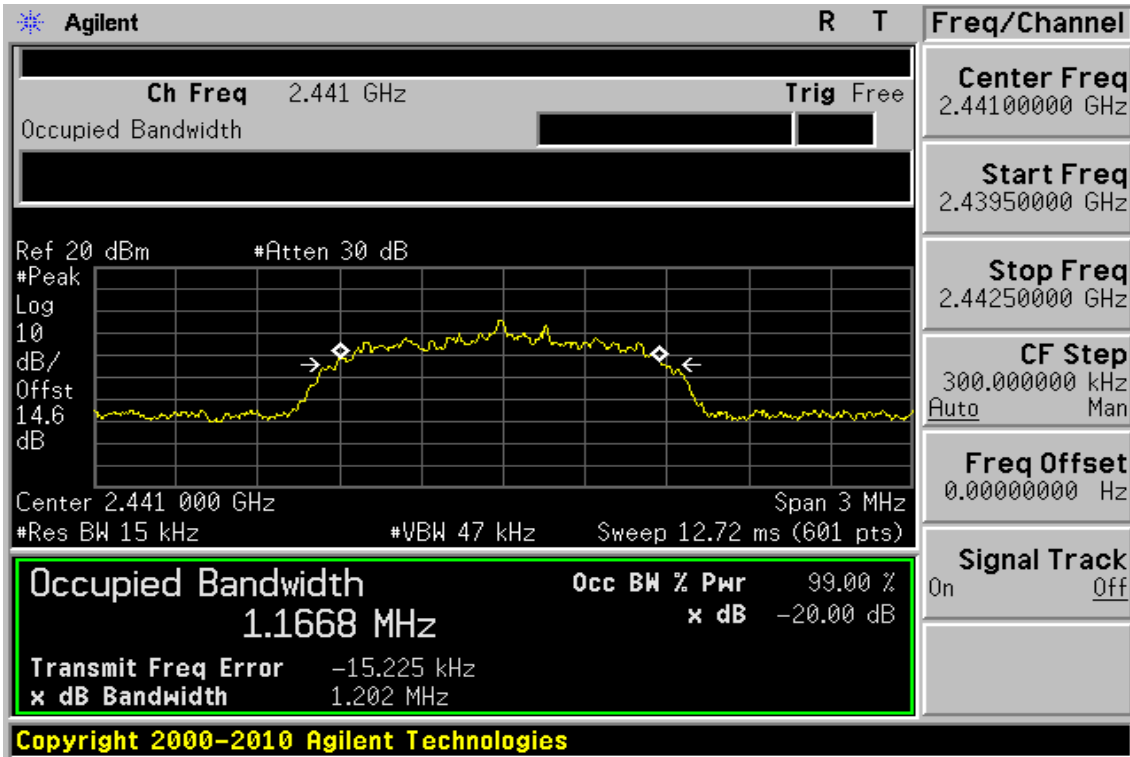 Agilent R T
Freq/Channel
Ch Freq 2.441 GHz Trig Free
Occupied Bandwidth
Center Freq
2.44100000 GHz
Start Freq
2.43950000 GHz
Stop Freq
2.44250000 GHz
CF Step
300.000000 kHz
Auto Man
Freq Offset
0.00000000 Hz
Signal Track
On Off
Ref 20 dBm #Atten 30 dB
#Peak
Log
10
dB/
Offst
14.6
dB
Center 2.441 000 GHz Span 3 MHz
#Res BW 15 kHz #VBW 47 kHz Sweep 12.72 ms (601 pts)
Occupied Bandwidth
1.1668 MHz
Occ BW % Pwr 99.00 %
x dB -20.00 dB
Transmit Freq Error -15.225 kHz
x dB Bandwidth 1.202 MHz
Copyright 2000-2010 Agilent Technologies